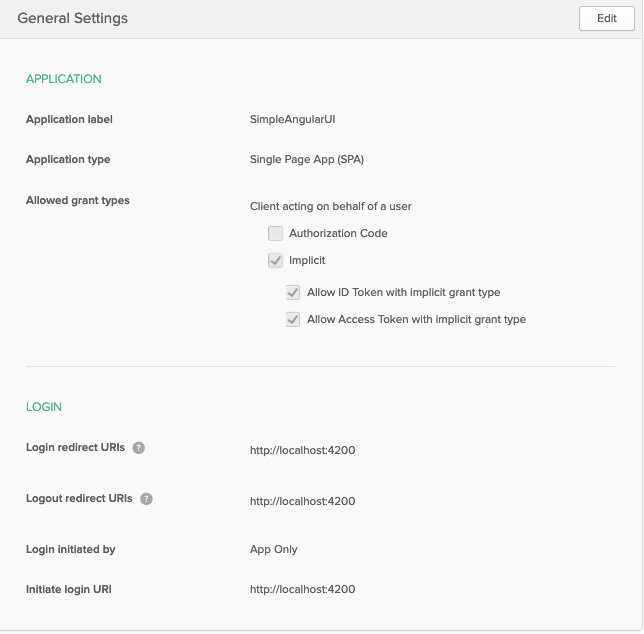 General Settings
Edit
APPLICATION
Application label
SimpleAngularUI
Application type
Single Page App (SPA)
Allowed grant types
Client acting on behalf of a user
Authorization Code
Implicit
Allow ID Token with implicit grant type
Allow Access Token with implicit grant type
LOGIN
Login redirect URIs ?
http://localhost:4200
Logout redirect URIs ?
http://localhost:4200
Login initiated by
App Only
Initiate login URI
http://localhost:4200